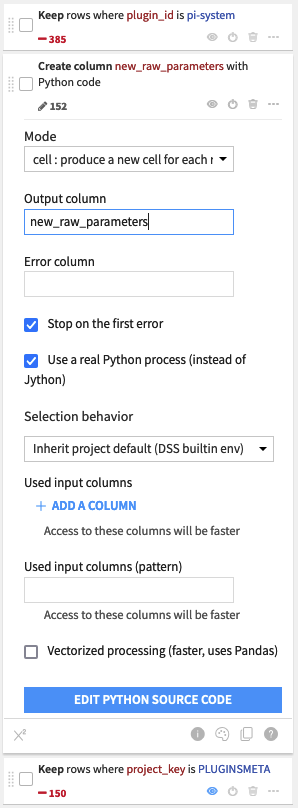 Keep rows where plugin_id is pi-system
385
Create column new_raw_parameters with
Python code
152
Mode
cell : produce a new cell for each r
Output column
new_raw_parameters
Error column
Stop on the first error
Use a real Python process (instead of
Jython)
Selection behavior
Inherit project default (DSS builtin env)
Used input columns
+ ADD A COLUMN
Access to these columns will be faster
Used input columns (pattern)
Access to these columns will be faster
Vectorized processing (faster, uses Pandas)
EDIT PYTHON SOURCE CODE
Keep rows where project_key is PLUGINSMETA
150